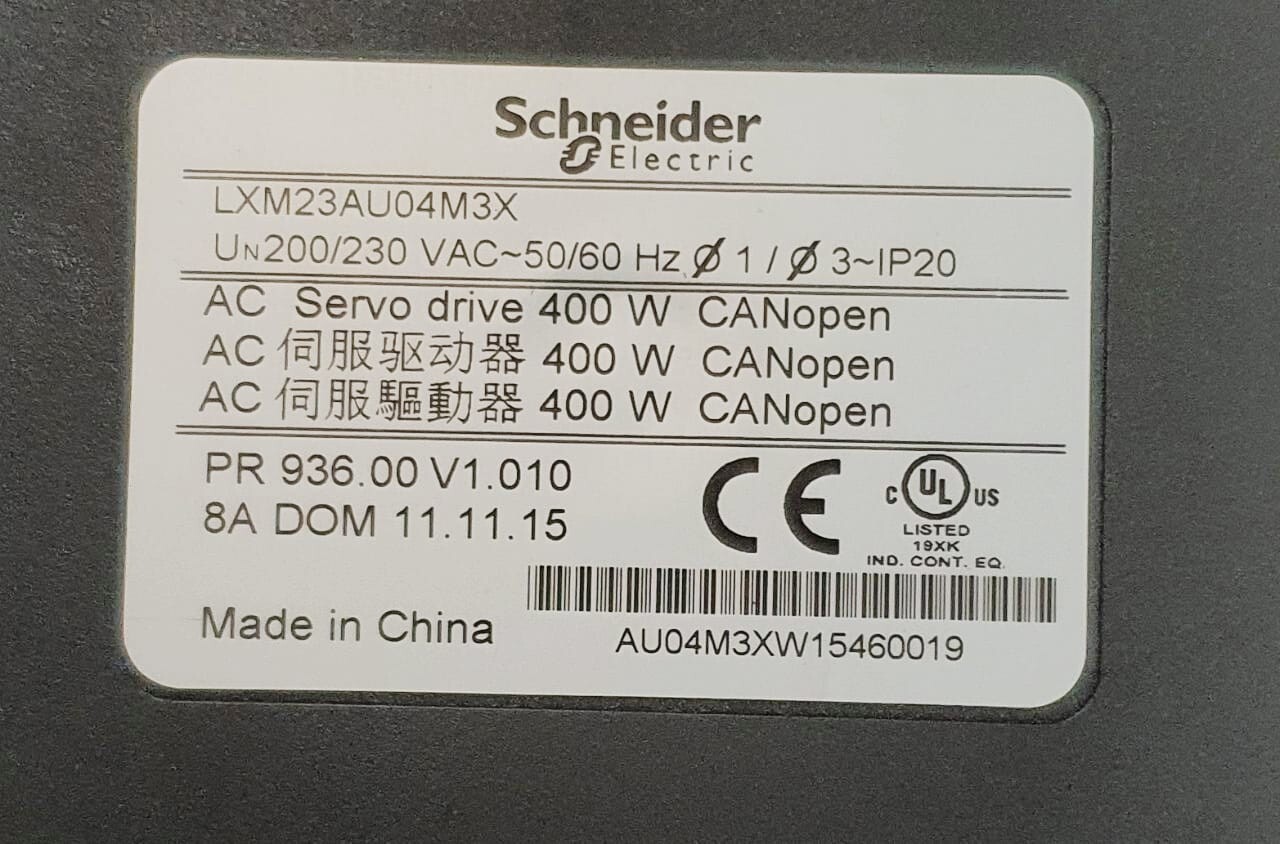 Schneider
Electric
LXM23AU04M3X
UN200/230 VAC~50/60 Hz Ø 1 / Ø 3~IP20
AC Servo drive 400 W CANopen
AC 伺服驱动器 400 W CANopen
AC 伺服驅動器 400 W CANopen
PR 936.00 V1.010
8A DOM 11.11.15
CE
C UL US
LISTED
19XK
IND. CONT. EQ.
Made in China
AU04M3XW15460019